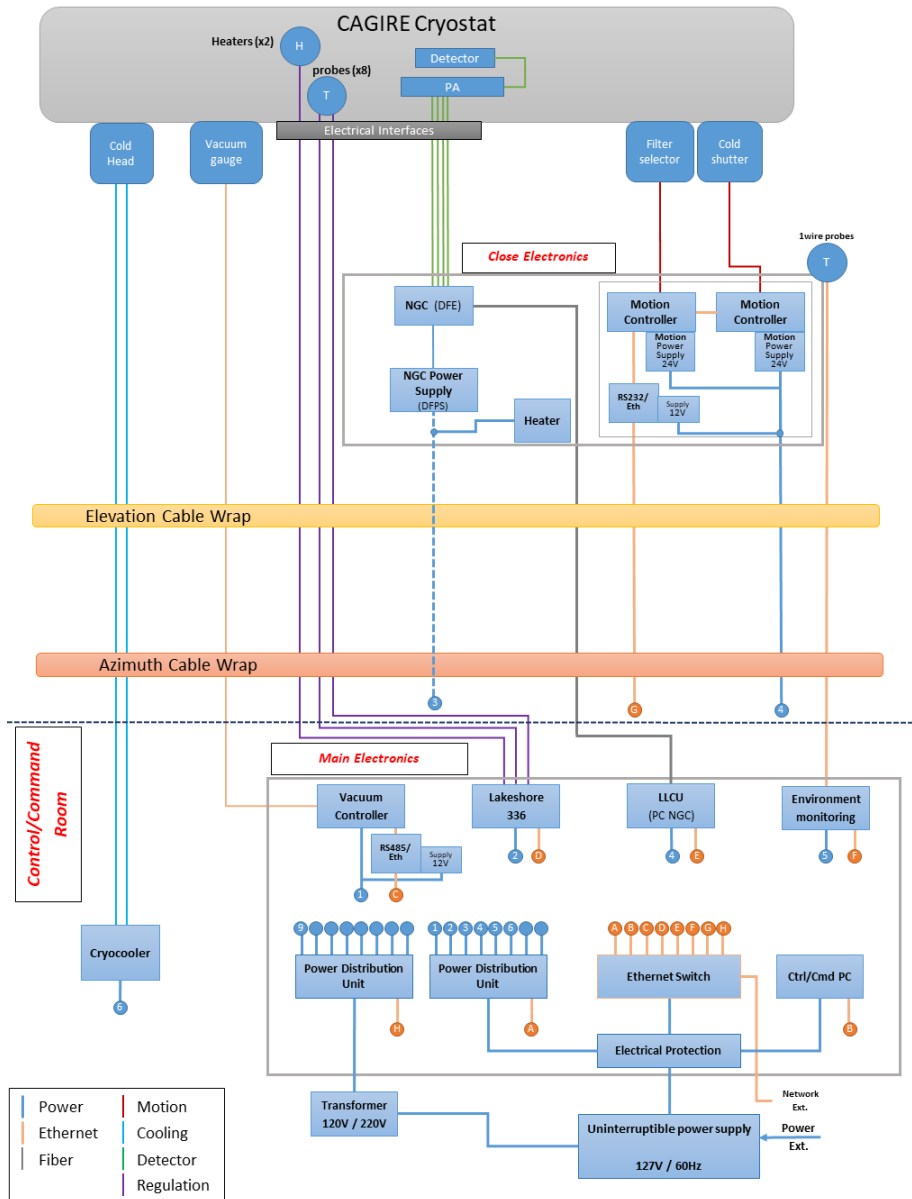 CAGIRE Cryostat
Heaters (x2)
H
probes (x8)
T
Detector
PA
Electrical Interfaces
Cold
Head
Vacuum
gauge
Filter
selector
Cold
shutter
1wire probes
T
Close Electronics
NGC (DFE)
Motion
Controller
Motion
Controller
Motion
Power
Supply
24V
Motion
Power
Supply
24V
NGC Power
Supply
(DFPS)
RS232/
Eth
Supply
12V
Heater
Elevation Cable Wrap
Azimuth Cable Wrap
3
G
4
Control/Command
Room
Main Electronics
Vacuum
Controller
Lakeshore
336
LLCU
(PC NGC)
Environment
monitoring
RS485/
Eth
Supply
12V
1
C
2
D
4
E
5
F
9
1 2 3 4 5 6
A B C D E F G H
Cryocooler
6
Power Distribution
Unit
Power Distribution
Unit
Ethernet Switch
Ctrl/Cmd PC
H
A
B
Electrical Protection
Transformer
120V / 220V
Uninterruptible power supply
127V / 60Hz
Network
Ext.
Power
Ext.
Power
Motion
Ethernet
Cooling
Fiber
Detector
Regulation